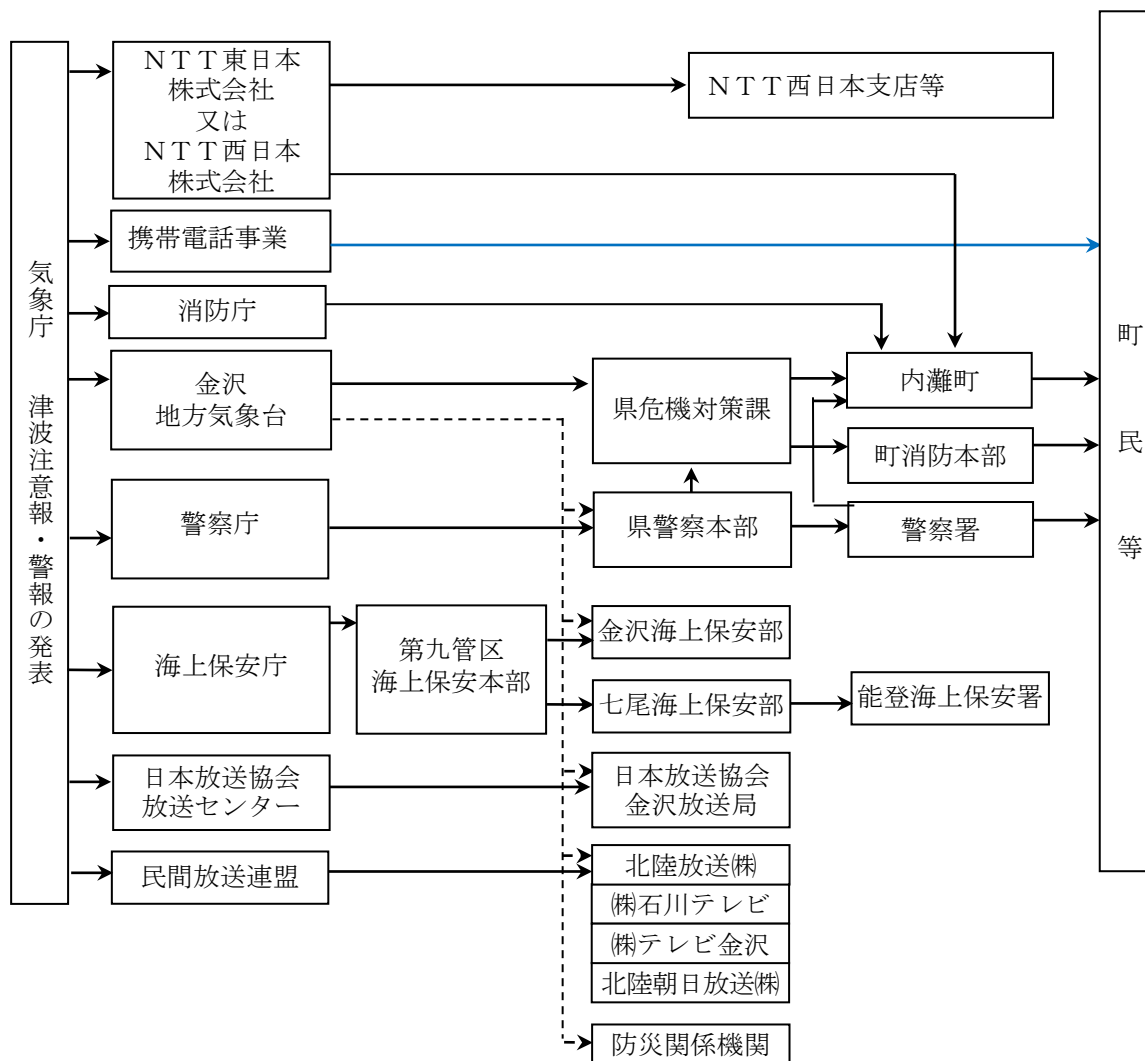 気象庁　津波注意報・警報の発表
ＮＴＴ東日本
株式会社
又は
ＮＴＴ西日本
株式会社
ＮＴＴ西日本支店等
携帯電話事業
消防庁
金沢
地方気象台
県危機対策課
内灘町
町消防本部
警察庁
県警察本部
警察署
海上保安庁
第九管区
海上保安本部
金沢海上保安部
七尾海上保安部
能登海上保安署
日本放送協会
放送センター
日本放送協会
金沢放送局
民間放送連盟
北陸放送㈱
㈱石川テレビ
㈱テレビ金沢
北陸朝日放送㈱
防災関係機関
町民等